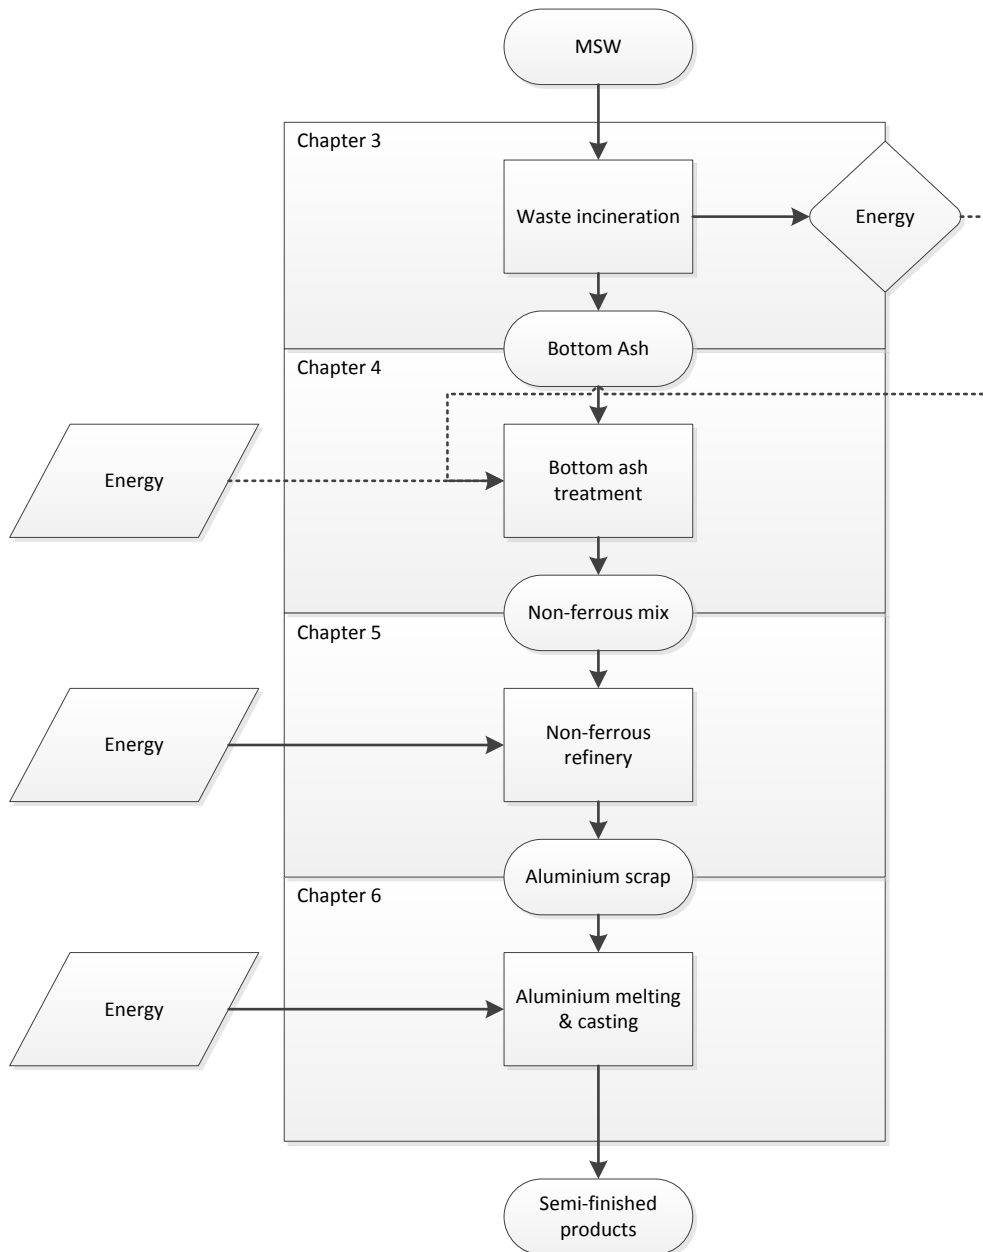 MSW
Chapter 3
Waste incineration
Energy
Bottom Ash
Chapter 4
Energy
Bottom ash
treatment
Non-ferrous mix
Chapter 5
Energy
Non-ferrous
refinery
Aluminium scrap
Chapter 6
Energy
Aluminium melting
& casting
Semi-finished
products